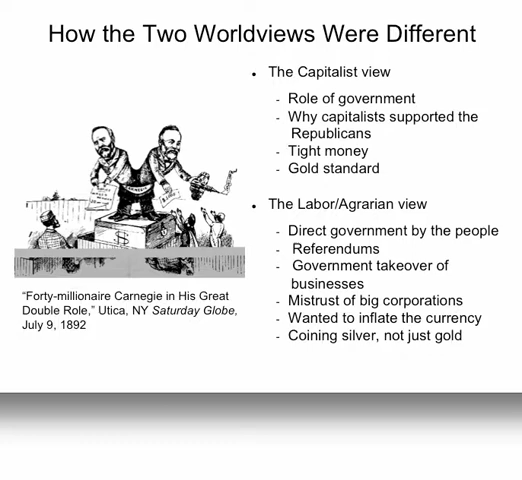 How the Two Worldviews Were Different
• The Capitalist view
- Role of government
- Why capitalists supported the
Republicans
- Tight money
- Gold standard
• The Labor/Agrarian view
- Direct government by the people
- Referendums
- Government takeover of
businesses
- Mistrust of big corporations
- Wanted to inflate the currency
- Coining silver, not just gold
$
“Forty-millionaire Carnegie in His Great
Double Role,” Utica, NY Saturday Globe,
July 9, 1892